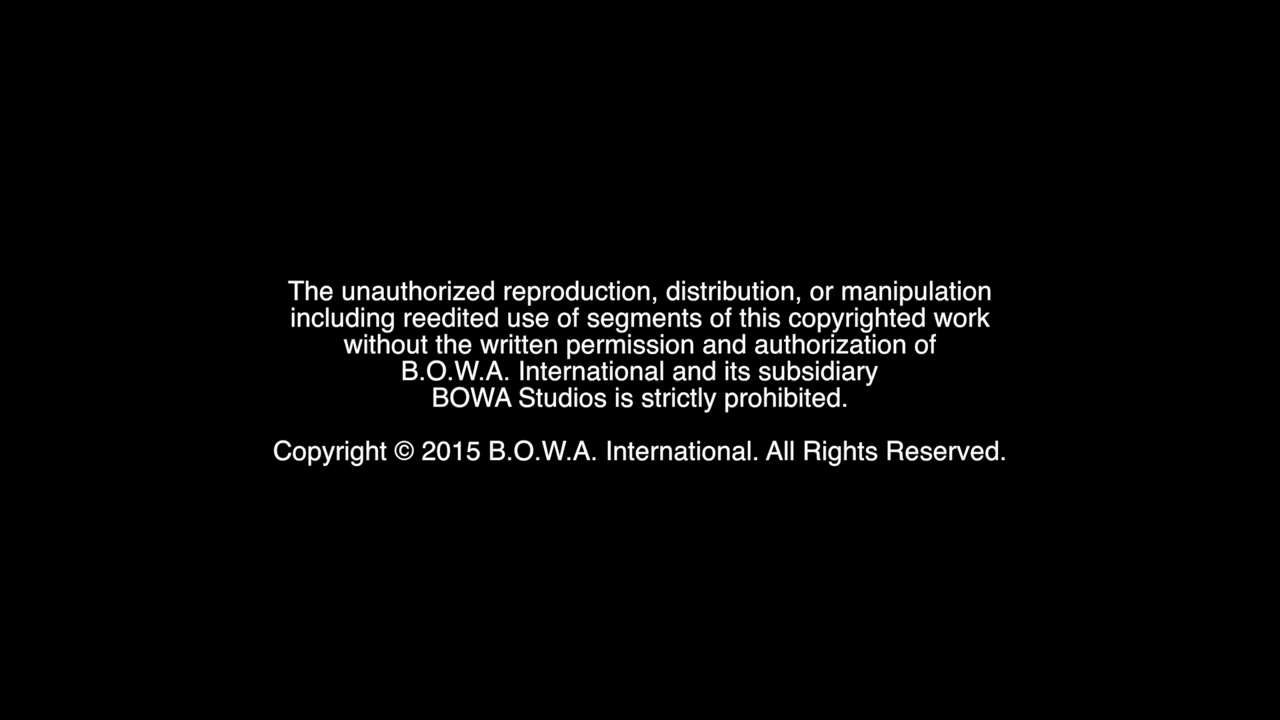 The unauthorized reproduction, distribution, or manipulation
including reedited use of segments of this copyrighted work
without the written permission and authorization of
B.O.W.A. International and its subsidiary
BOWA Studios is strictly prohibited.
Copyright © 2015 B.O.W.A. International. All Rights Reserved.